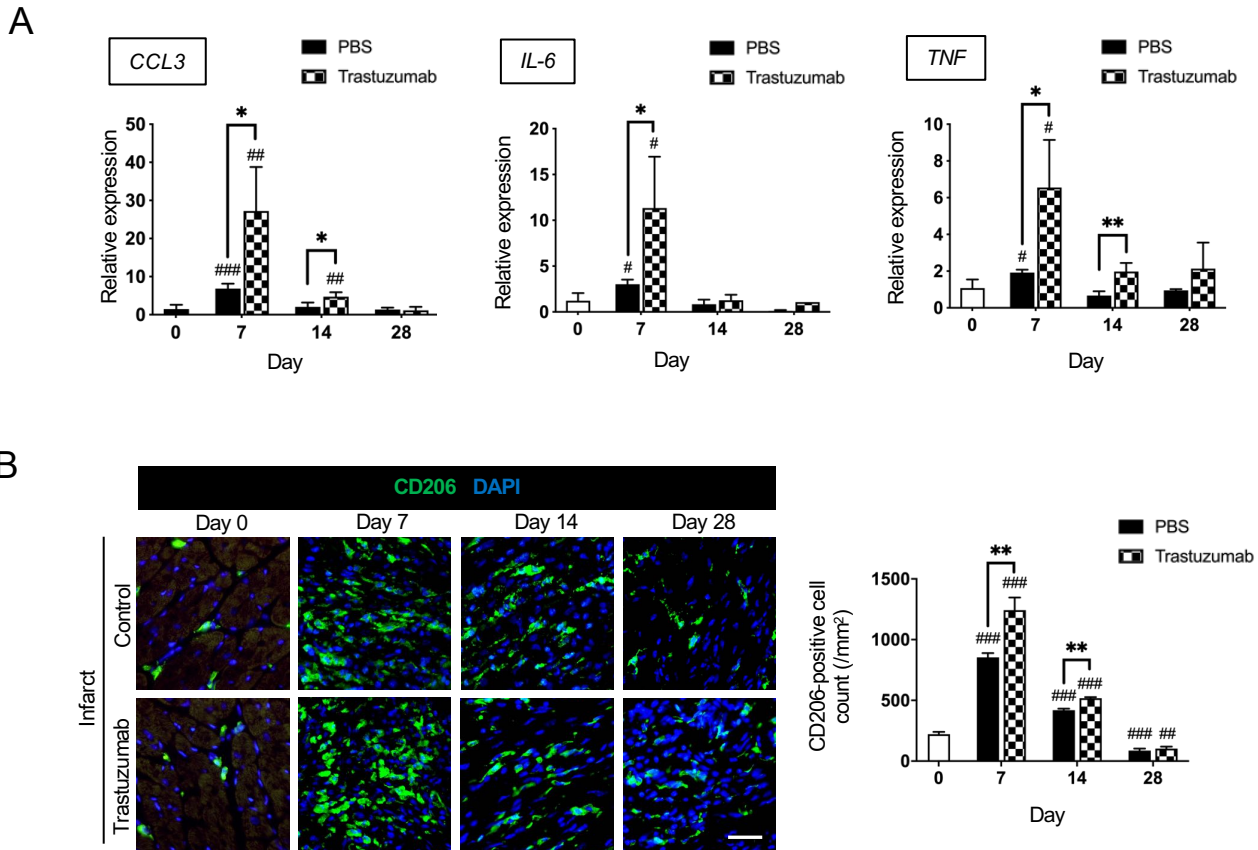 A
CCL3
PBS
Trastuzumab
Relative expression
50
40
30
20
10
0
*
##
###
*
##
0 7 14 28
Day
IL-6
PBS
Trastuzumab
Relative expression
20
15
10
5
0
*
#
#
0 7 14 28
Day
TNF
PBS
Trastuzumab
Relative expression
10
8
6
4
2
0
*
#
#
**
0 7 14 28
Day
B
CD206 DAPI
Day 0 Day 7 Day 14 Day 28
Infarct
Control
Trastuzumab
PBS
Trastuzumab
CD206-positive cell
count (/mm²)
1500
1000
500
0
**
###
###
**
###
###
### ##
0 7 14 28
Day